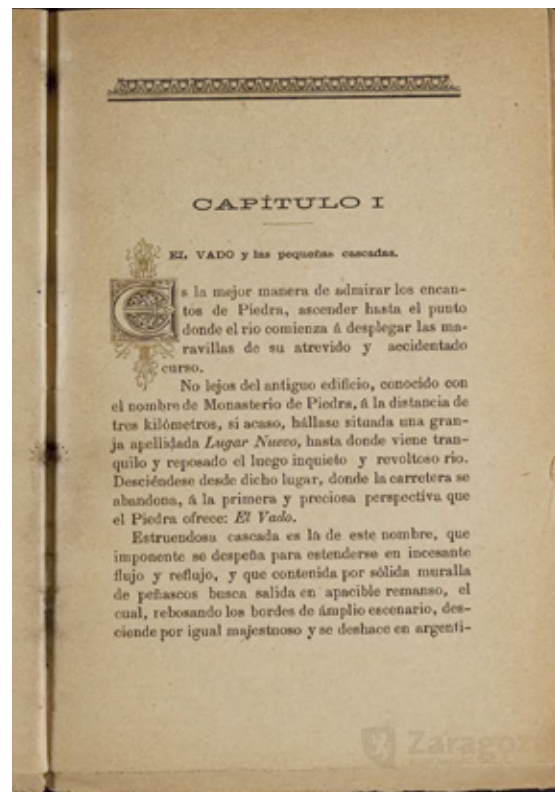 CAPÍTULO I
EL VADO y las pequeñas cascadas.
Es la mejor manera de admirar los encan-
tos de Piedra, ascender hasta el punto
donde el rio comienza á desplegar las ma-
ravillas de su atrevido y accidentado
curso.
No lejos del antiguo edificio, conocido con
el nombre de Monasterio de Piedra, á la distancia de
tres kilómetros, si acaso, hállase situada una gran-
ja apellidada Lugar Nuevo, hasta donde viene tran-
quilo y reposado el luego inquieto y revoltoso rio.
Desciéndese desde dicho lugar, donde la carretera se
abandona, á la primera y preciosa perspectiva que
el Piedra ofrece: El Vado.
Estruendosa cascada es la de este nombre, que
imponente se despeña para estenderse en incesante
flujo y reflujo, y que contenida por sólida muralla
de peñascos busca salida en apacible remanso, el
cual, rebosando los bordes de ámplio escenario, des-
ciende por igual majestuoso y se deshace en argenti-
Zaragoza